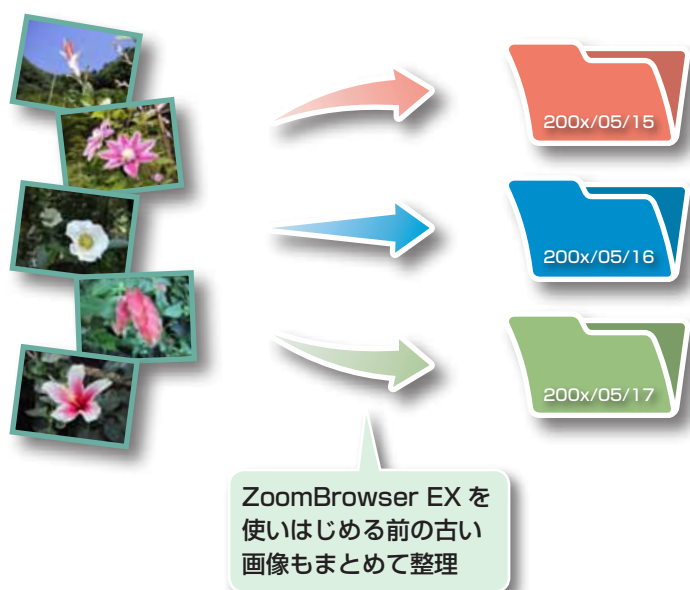 200x/05/15
200x/05/16
200x/05/17
ZoomBrowser EX を
使いはじめる前の古い
画像もまとめて整理